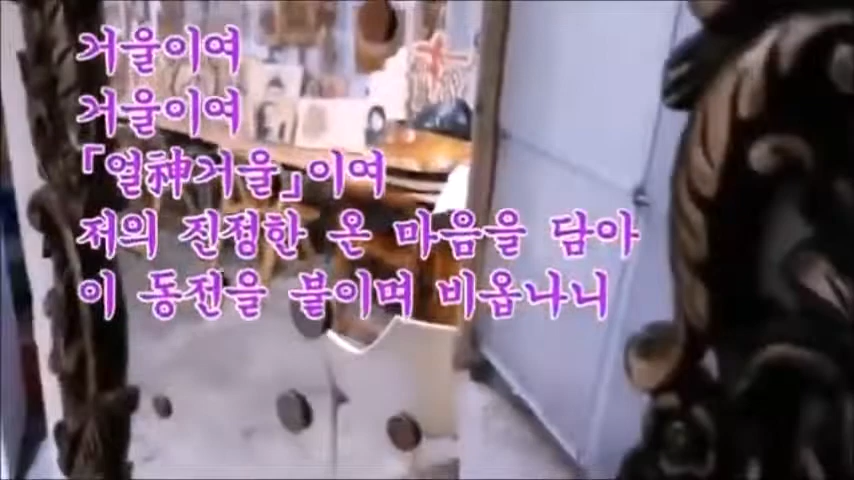 거울이여
거울이여
「열神거울」이여
저의 진정한 온 마음을 담아
이 동전을 붙이며 비옵나니